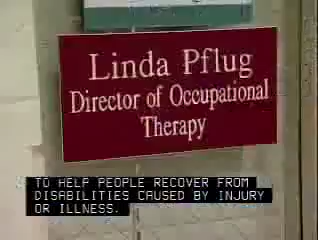 Linda Pflug
Director of Occupational
Therapy
TO HELP PEOPLE RECOVER FROM
DISABILITIES CAUSED BY INJURY
OR ILLNESS.